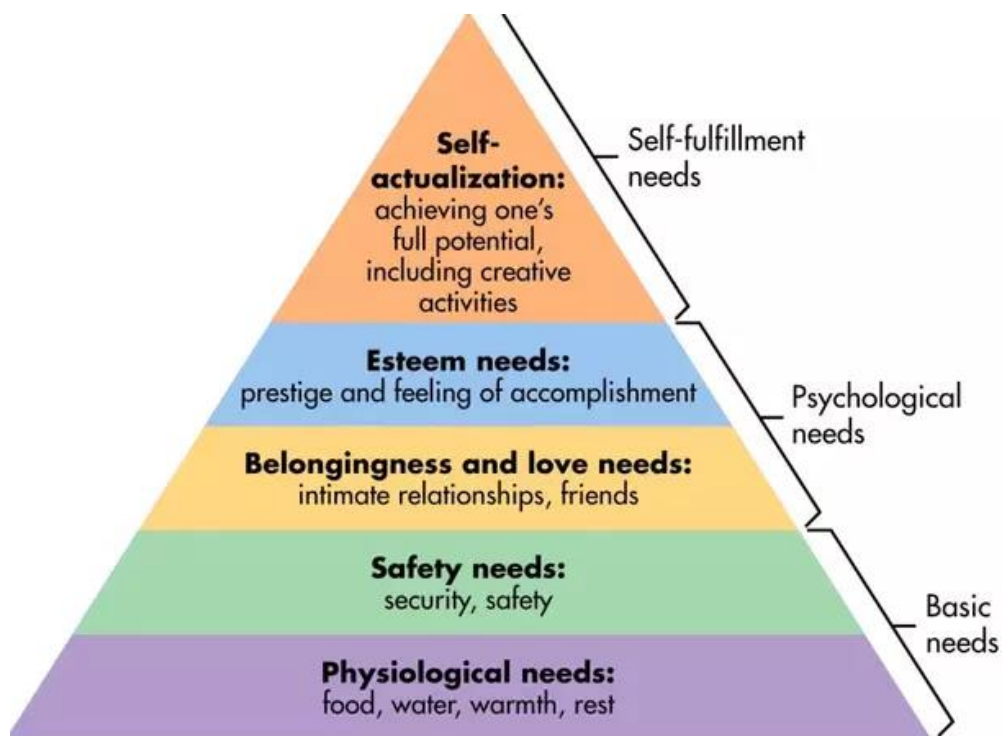 Self-
actualization:
achieving one's
full potential,
including creative
activities
Self-fulfillment
needs
Esteem needs:
prestige and feeling of accomplishment
Psychological
needs
Belongingness and love needs:
intimate relationships, friends
Safety needs:
security, safety
Basic
needs
Physiological needs:
food, water, warmth, rest